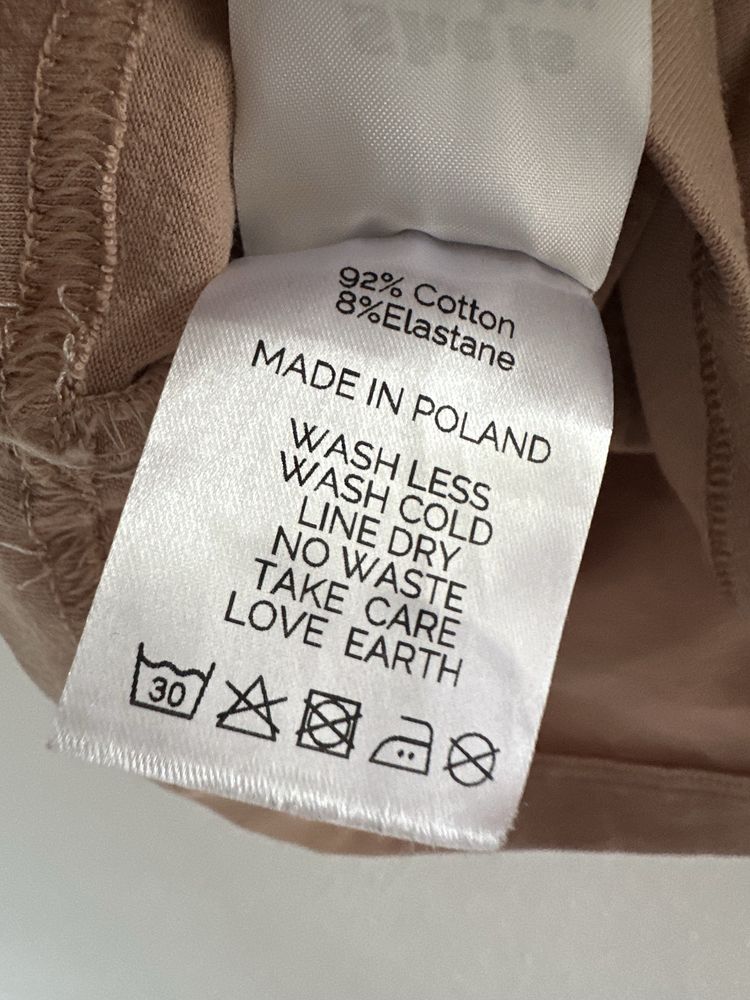 92% Cotton
8%Elastane
MADE IN POLAND
WASH LESS
WASH COLD
LINE DRY
NO WASTE
TAKE CARE
LOVE EARTH
30